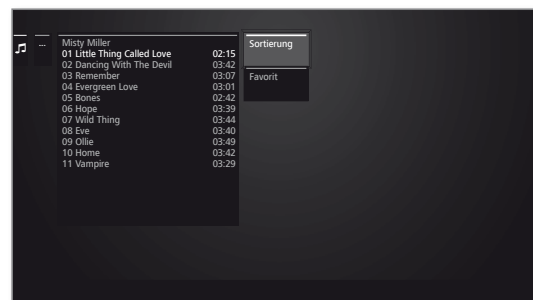 ...
Misty Miller
01 Little Thing Called Love 02:15
02 Dancing With The Devil 03:42
03 Remember 03:07
04 Evergreen Love 03:01
05 Bones 02:42
06 Hope 03:39
07 Wild Thing 03:44
08 Eve 03:40
09 Ollie 03:49
10 Home 03:42
11 Vampire 03:29
Sortierung
Favorit